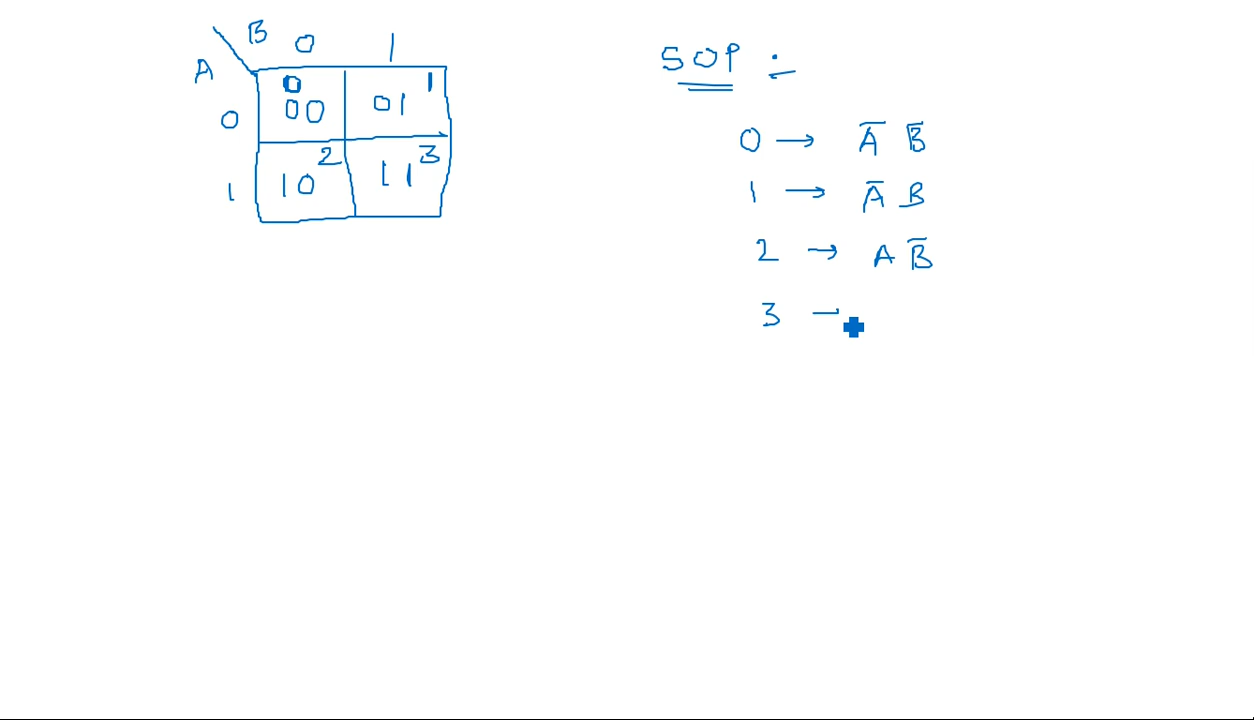 B 0 1
A
0 1
0 00 01
2 3
1 10 11
SOP :-
0 → A̅ B̅
1 → A̅ B
2 → A B̅
3 —